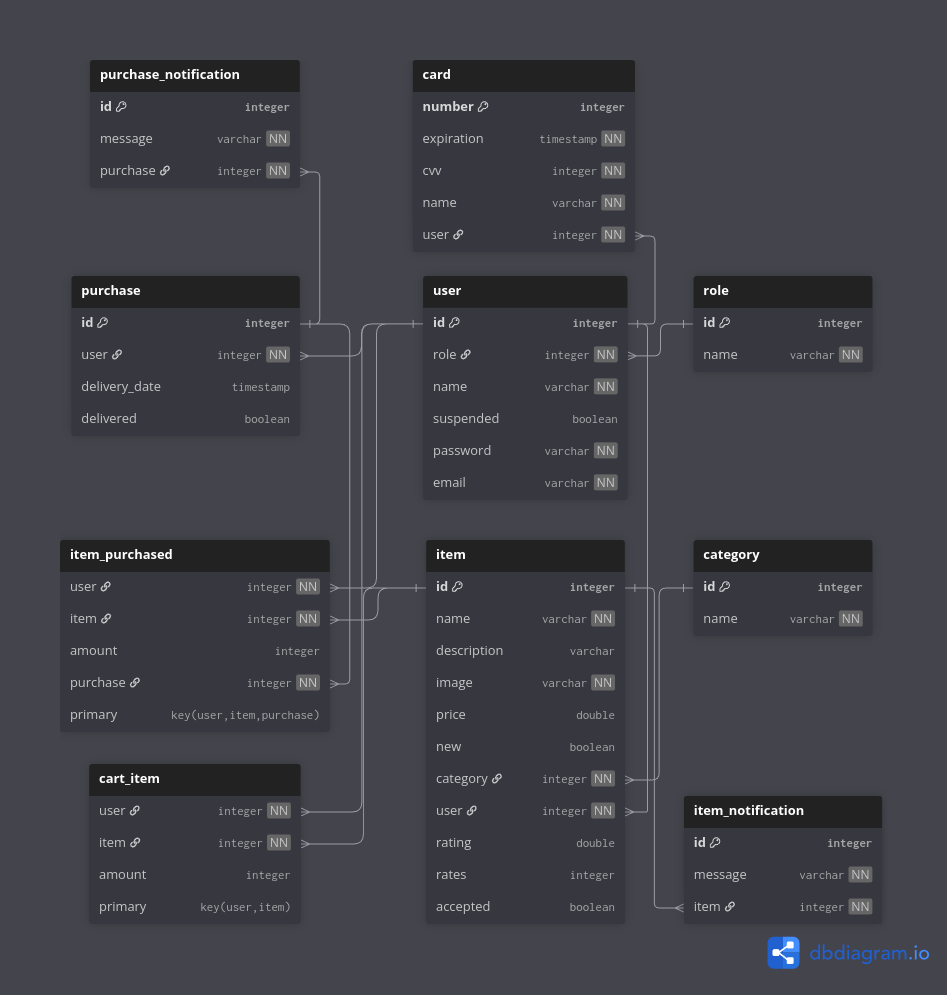 purchase_notification
id integer
message varchar NN
purchase integer NN
card
number integer
expiration timestamp NN
cvv integer NN
name varchar NN
user integer NN
purchase
id integer
user integer NN
delivery_date timestamp
delivered boolean
user
id integer
role integer NN
name varchar NN
suspended boolean
password varchar NN
email varchar NN
role
id integer
name varchar NN
item_purchased
user integer NN
item integer NN
amount integer
purchase integer NN
primary key(user,item,purchase)
item
id integer
name varchar NN
description varchar
image varchar NN
price double
new boolean
category integer NN
user integer NN
rating double
rates integer
accepted boolean
category
id integer
name varchar NN
cart_item
user integer NN
item integer NN
amount integer
primary key(user,item)
item_notification
id integer
message varchar NN
item integer NN
dbdiagram.io